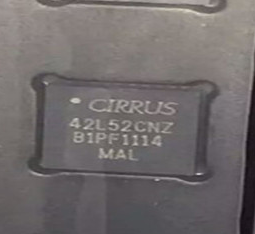 CIRRUS
42L52CNZ
B1PF1114
MAL